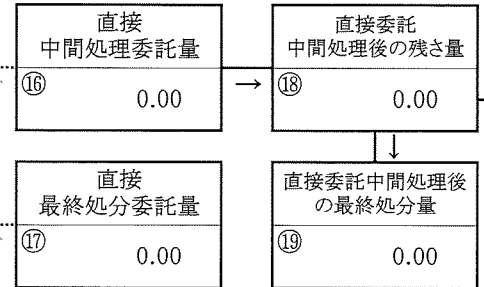 直接
中間処理委託量
⑯ 0.00
→
直接委託
中間処理後の残さ量
⑱ 0.00
↓
直接
最終処分委託量
⑰ 0.00
直接委託中間処理後
の最終処分量
⑲ 0.00